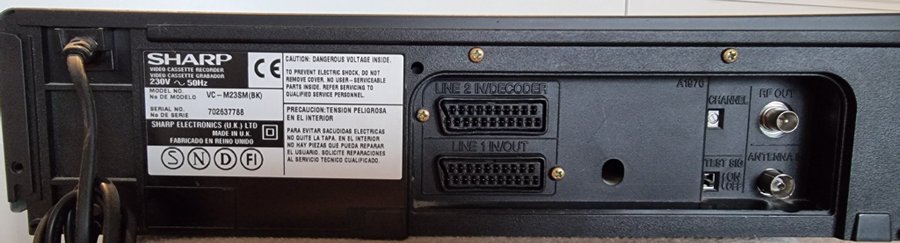 SHARP
VIDEO CASSETTE RECORDER
VIDEO CASSETTE GRABADOR
230V ~ 50Hz
CE
MODEL NO.
No DE MODELO VC-M23SM(BK)
SERIAL NO.
No DE SERIE 702637788
SHARP ELECTRONICS (U.K.) LTD
MADE IN U.K.
FABRICADO EN REINO UNIDO
S N D FI
CAUTION: DANGEROUS VOLTAGE INSIDE.
TO PREVENT ELECTRIC SHOCK, DO NOT
REMOVE COVER. NO USER-SERVICEABLE
PARTS INSIDE. REFER SERVICING TO
QUALIFIED SERVICE PERSONNEL.
PRECAUCION: TENSION PELIGROSA
EN EL INTERIOR
PARA EVITAR SACUDIDAS ELECTRICAS
NO QUITE LA TAPA. EN EL INTERIOR
NO HAY PIEZAS QUE PUEDA REPARAR
EL USUARIO. SOLICITE REPARACIONES
AL SERVICIO TECNICO CUALIFICADO.
LINE 2 IN/DECODER
LINE 1 IN/OUT
A1976
CHANNEL
RF OUT
TEST SIG
ON
OFF
ANTENNA